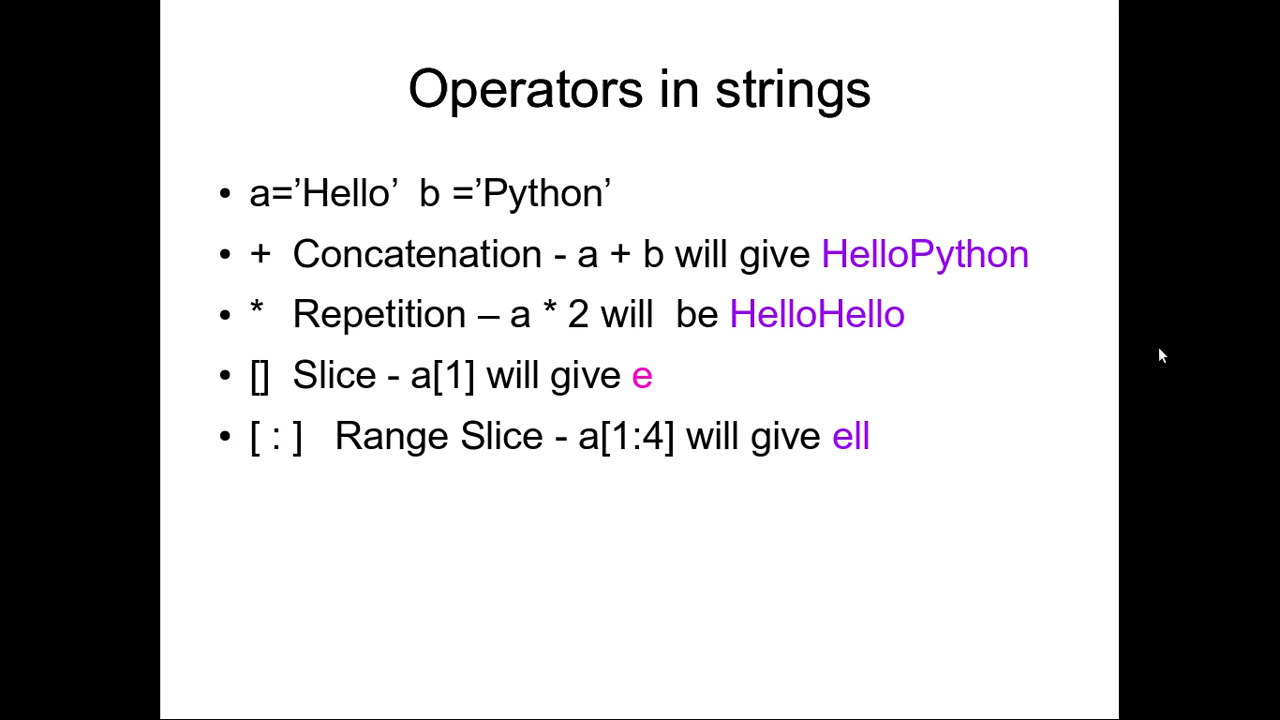 Operators in strings
• a=’Hello’  b =’Python’
• +  Concatenation - a + b will give HelloPython
• *  Repetition – a * 2 will  be HelloHello
• []  Slice - a[1] will give e
• [ : ]   Range Slice - a[1:4] will give ell